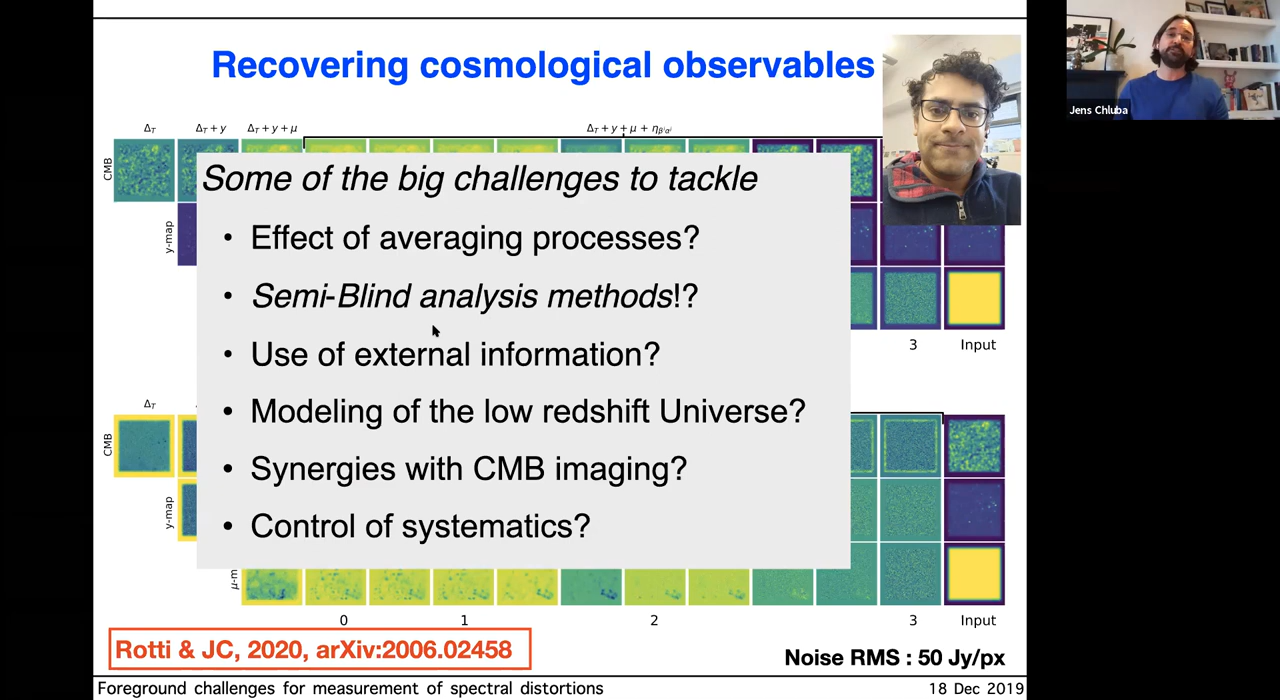 Recovering cosmological observables
Jens Chluba
Δ_T
Δ_T + y
Δ_T + y + μ
Δ_T + y + μ + η_β'α'
CMB
Some of the big challenges to tackle
• Effect of averaging processes?
y-map
• Semi-Blind analysis methods!?
• Use of external information?
3
Input
• Modeling of the low redshift Universe?
Δ_T
CMB
• Synergies with CMB imaging?
y-map
• Control of systematics?
0
1
2
3
Input
Rotti & JC, 2020, arXiv:2006.02458
Noise RMS : 50 Jy/px
Foreground challenges for measurement of spectral distortions
18 Dec 2019